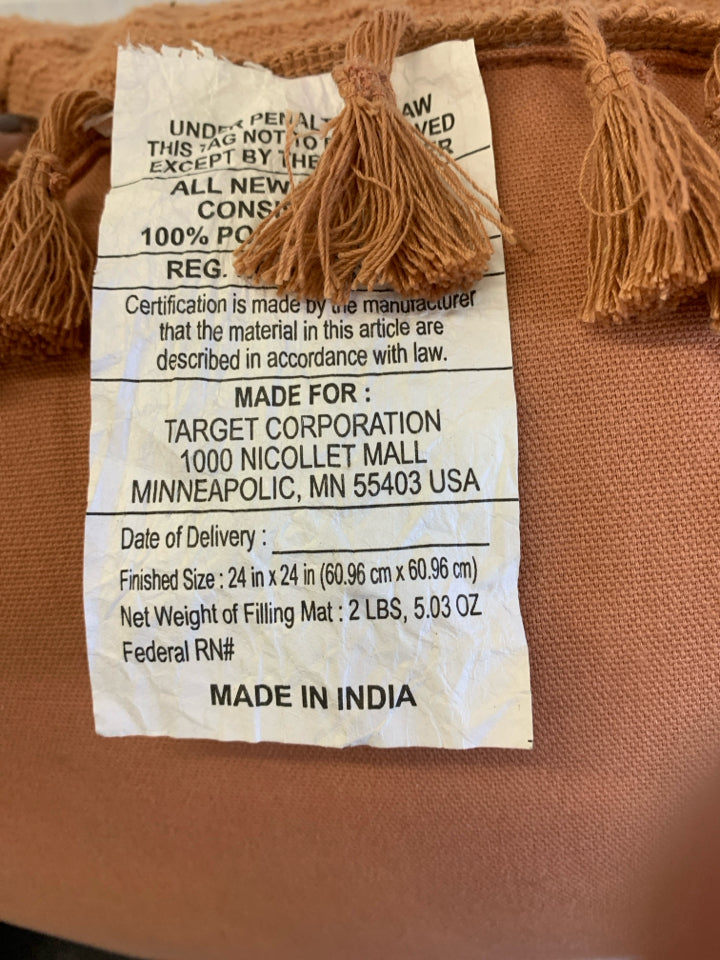 UNDER PENAL AW
THIS TAG NOT TO VED
EXCEPT BY THE ER
ALL NEW
CONS
100% PO
REG.
Certification is made by the manufacturer
that the material in this article are
described in accordance with law.
MADE FOR :
TARGET CORPORATION
1000 NICOLLET MALL
MINNEAPOLIC, MN 55403 USA
Date of Delivery :
Finished Size : 24 in x 24 in (60.96 cm x 60.96 cm)
Net Weight of Filling Mat : 2 LBS, 5.03 OZ
Federal RN#
MADE IN INDIA